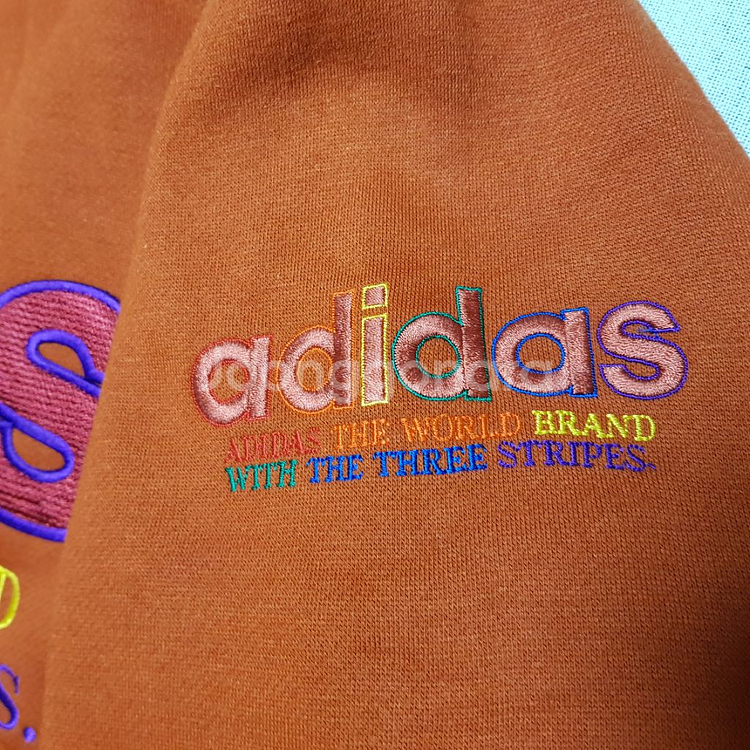 adidas
ADIDAS THE WORLD BRAND
WITH THE THREE STRIPES.
S
D
S.